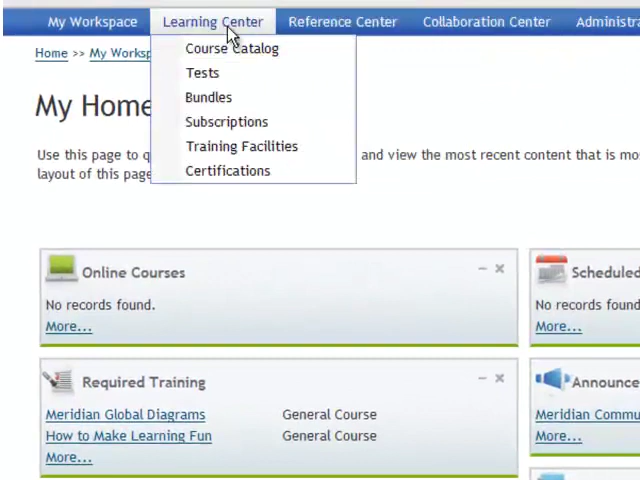 My Workspace Learning Center Reference Center Collaboration Center Administra
Home >> My Worksp
Course Catalog
Tests
Bundles
Subscriptions
Training Facilities
Certifications
My Home
Use this page to q and view the most recent content that is mo
layout of this page
Online Courses
No records found.
More...
Scheduled
No records found
More...
Required Training
Meridian Global Diagrams General Course
How to Make Learning Fun General Course
More...
Announce
Meridian Commu
More...